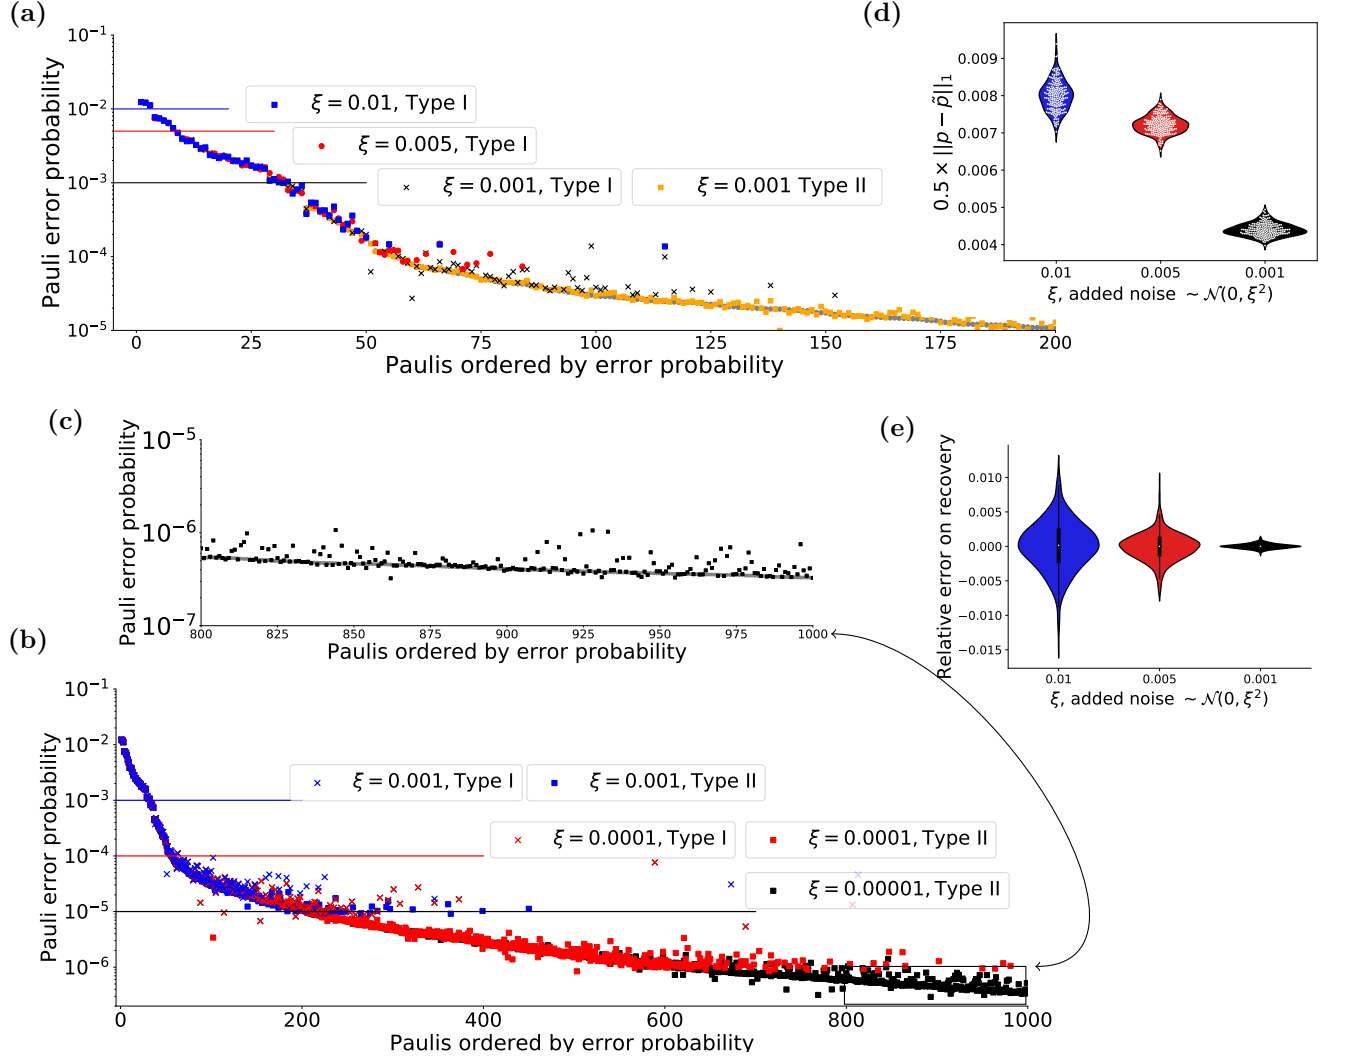 (a)
10⁻¹
10⁻²
10⁻³
10⁻⁴
10⁻⁵
Pauli error probability
ξ = 0.01, Type I
ξ = 0.005, Type I
ξ = 0.001, Type I
ξ = 0.001 Type II
0 25 50 75 100 125 150 175 200
Paulis ordered by error probability
(d)
0.009
0.008
0.007
0.006
0.005
0.004
0.5 × ||p − p̃||₁
0.01 0.005 0.001
ξ, added noise ~ 𝒩(0, ξ²)
(c)
10⁻⁵
10⁻⁶
10⁻⁷
Pauli error probability
800 825 850 875 900 925 950 975 1000
Paulis ordered by error probability
(e)
0.010
0.005
0.000
−0.005
−0.010
−0.015
Relative error on recovery
0.01 0.005 0.001
ξ, added noise ~ 𝒩(0, ξ²)
(b)
10⁻¹
10⁻²
10⁻³
10⁻⁴
10⁻⁵
10⁻⁶
Pauli error probability
ξ = 0.001, Type I
ξ = 0.001, Type II
ξ = 0.0001, Type I
ξ = 0.0001, Type II
ξ = 0.00001, Type II
0 200 400 600 800 1000
Paulis ordered by error probability